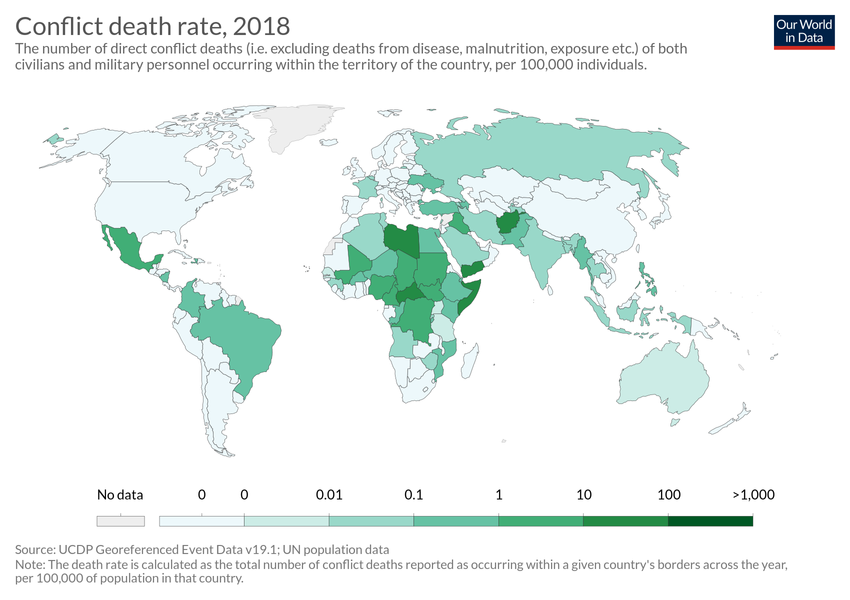 Conflict death rate, 2018
The number of direct conflict deaths (i.e. excluding deaths from disease, malnutrition, exposure etc.) of both
civilians and military personnel occurring within the territory of the country, per 100,000 individuals.
Our World
in Data
No data 0 0 0.01 0.1 1 10 100 >1,000
Source: UCDP Georeferenced Event Data v19.1; UN population data
Note: The death rate is calculated as the total number of conflict deaths reported as occurring within a given country's borders across the year,
per 100,000 of population in that country.